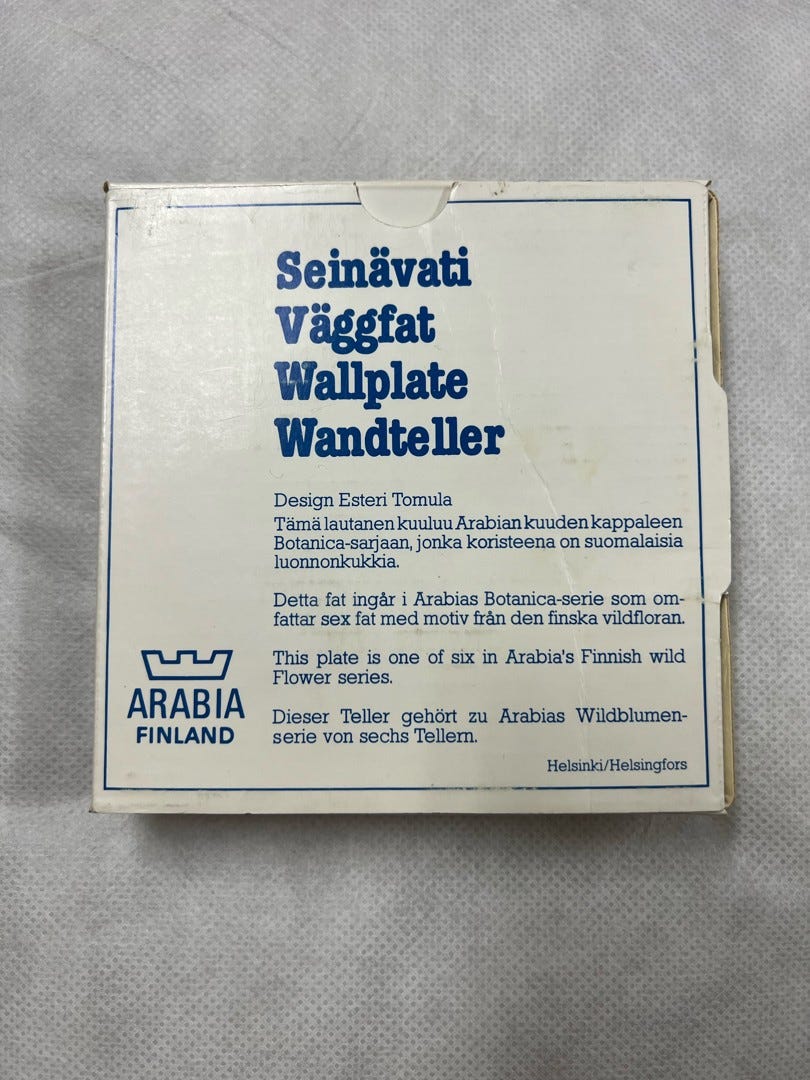 Seinävati
Väggfat
Wallplate
Wandteller
Design Esteri Tomula
Tämä lautanen kuuluu Arabian kuuden kappaleen
Botanica-sarjaan, jonka koristeena on suomalaisia
luonnonkukkia.
Detta fat ingår i Arabias Botanica-serie som om-
fattar sex fat med motiv från den finska vildfloran.
This plate is one of six in Arabia's Finnish wild
Flower series.
Dieser Teller gehört zu Arabias Wildblumen-
serie von sechs Tellern.
Helsinki/Helsingfors
ARABIA
FINLAND